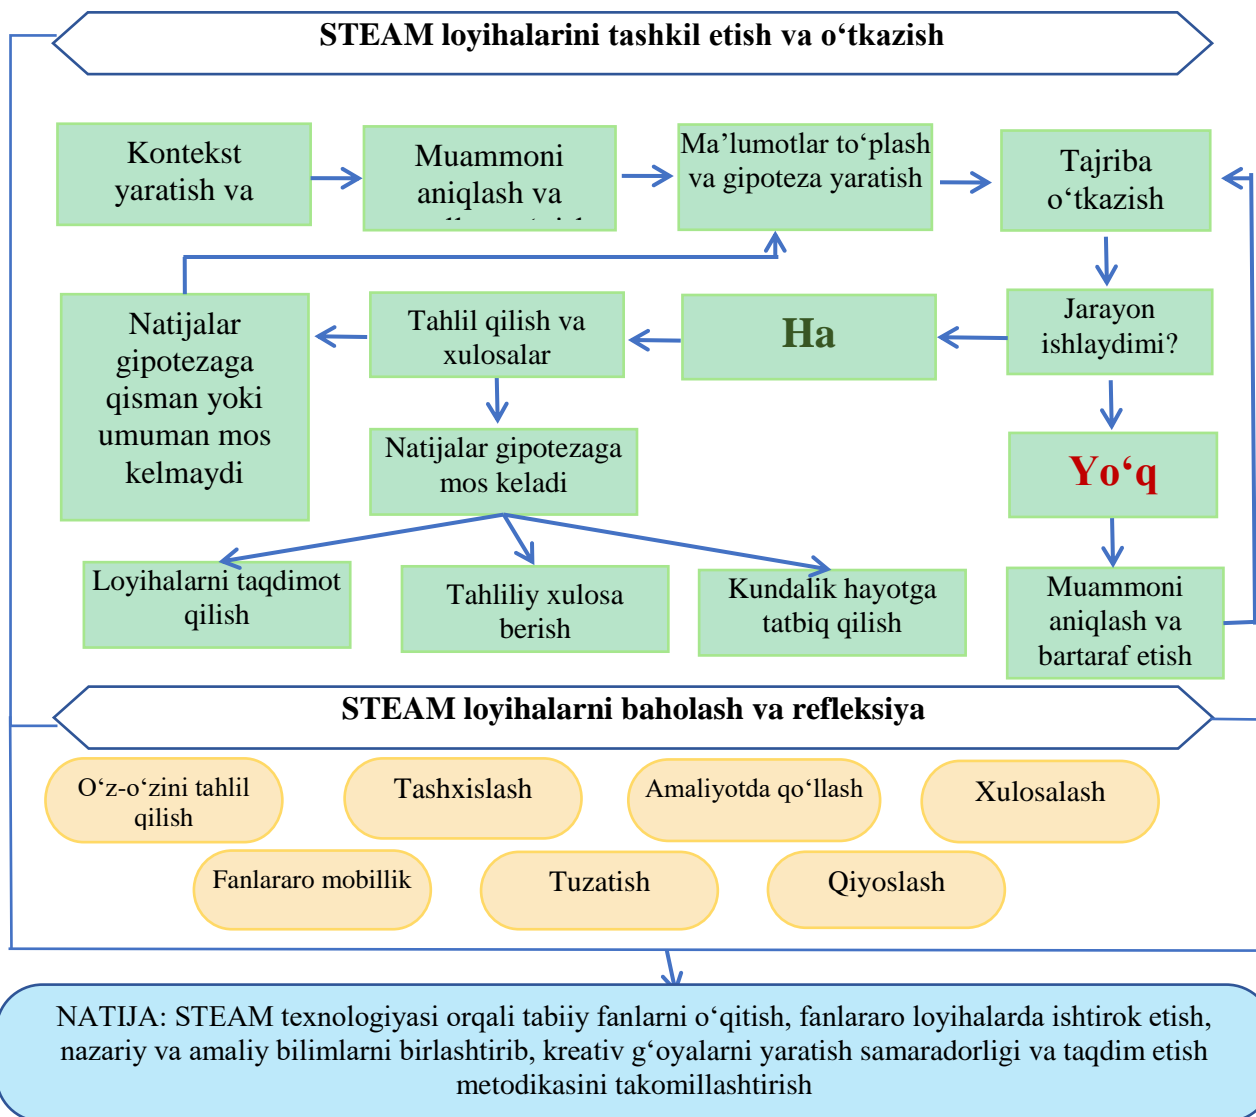 STEAM loyihalarini tashkil etish va o‘tkazish
Kontekst
yaratish va
Muammoni
aniqlash va
Ma’lumotlar to‘plash
va gipoteza yaratish
Tajriba
o‘tkazish
Natijalar
gipotezaga
qisman yoki
umuman mos
kelmaydi
Tahlil qilish va
xulosalar
Ha
Jarayon
ishlaydimi?
Natijalar gipotezaga
mos keladi
Yo‘q
Loyihalarni taqdimot
qilish
Tahliliy xulosa
berish
Kundalik hayotga
tatbiq qilish
Muammoni
aniqlash va
bartaraf etish
STEAM loyihalarni baholash va refleksiya
O‘z-o‘zini tahlil
qilish
Tashxislash
Amaliyotda qo‘llash
Xulosalash
Fanlararo mobillik
Tuzatish
Qiyoslash
NATIJA: STEAM texnologiyasi orqali tabiiy fanlarni o‘qitish, fanlararo loyihalarda ishtirok etish,
nazariy va amaliy bilimlarni birlashtirib, kreativ g‘oyalarni yaratish samaradorligi va taqdim etish
metodikasini takomillashtirish